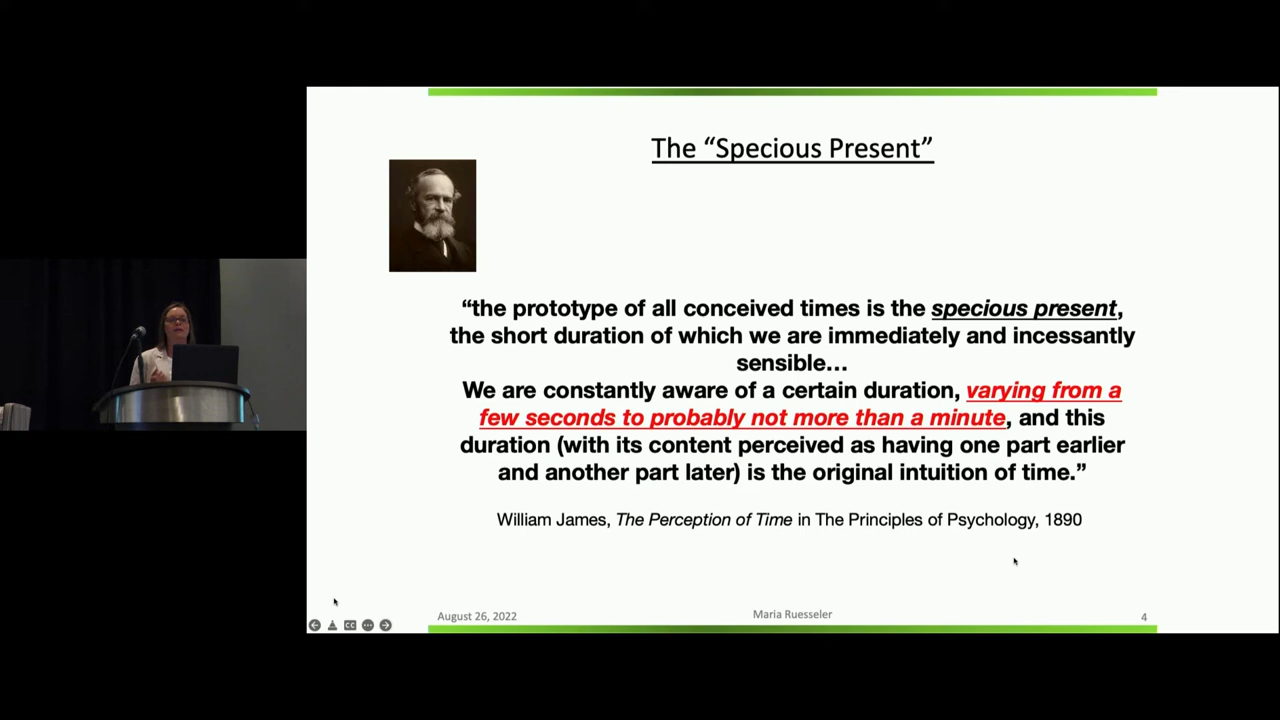 The “Specious Present”
“the prototype of all conceived times is the specious present,
the short duration of which we are immediately and incessantly
sensible…
We are constantly aware of a certain duration, varying from a
few seconds to probably not more than a minute, and this
duration (with its content perceived as having one part earlier
and another part later) is the original intuition of time.”
William James, The Perception of Time in The Principles of Psychology, 1890
August 26, 2022
Maria Ruesseler
4
CC